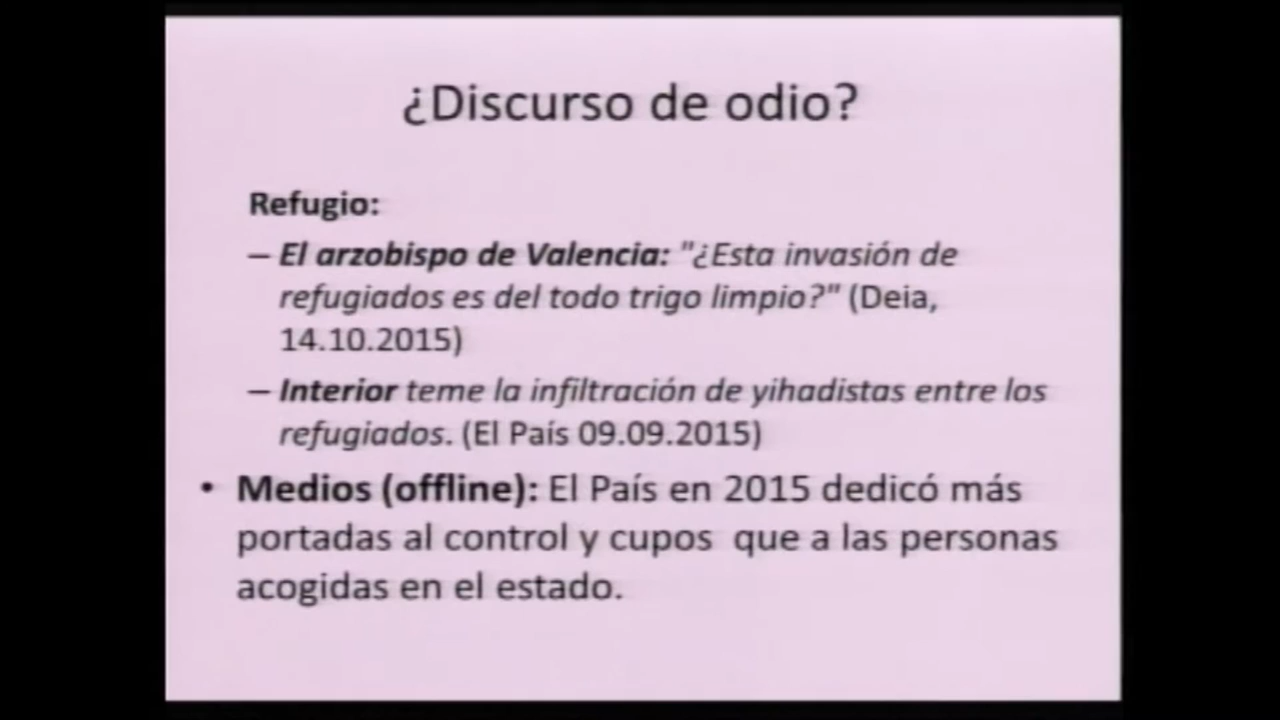 ¿Discurso de odio?
Refugio:
– El arzobispo de Valencia: "¿Esta invasión de
refugiados es del todo trigo limpio?" (Deia,
14.10.2015)
– Interior teme la infiltración de yihadistas entre los
refugiados. (El País 09.09.2015)
• Medios (offline): El País en 2015 dedicó más
portadas al control y cupos que a las personas
acogidas en el estado.